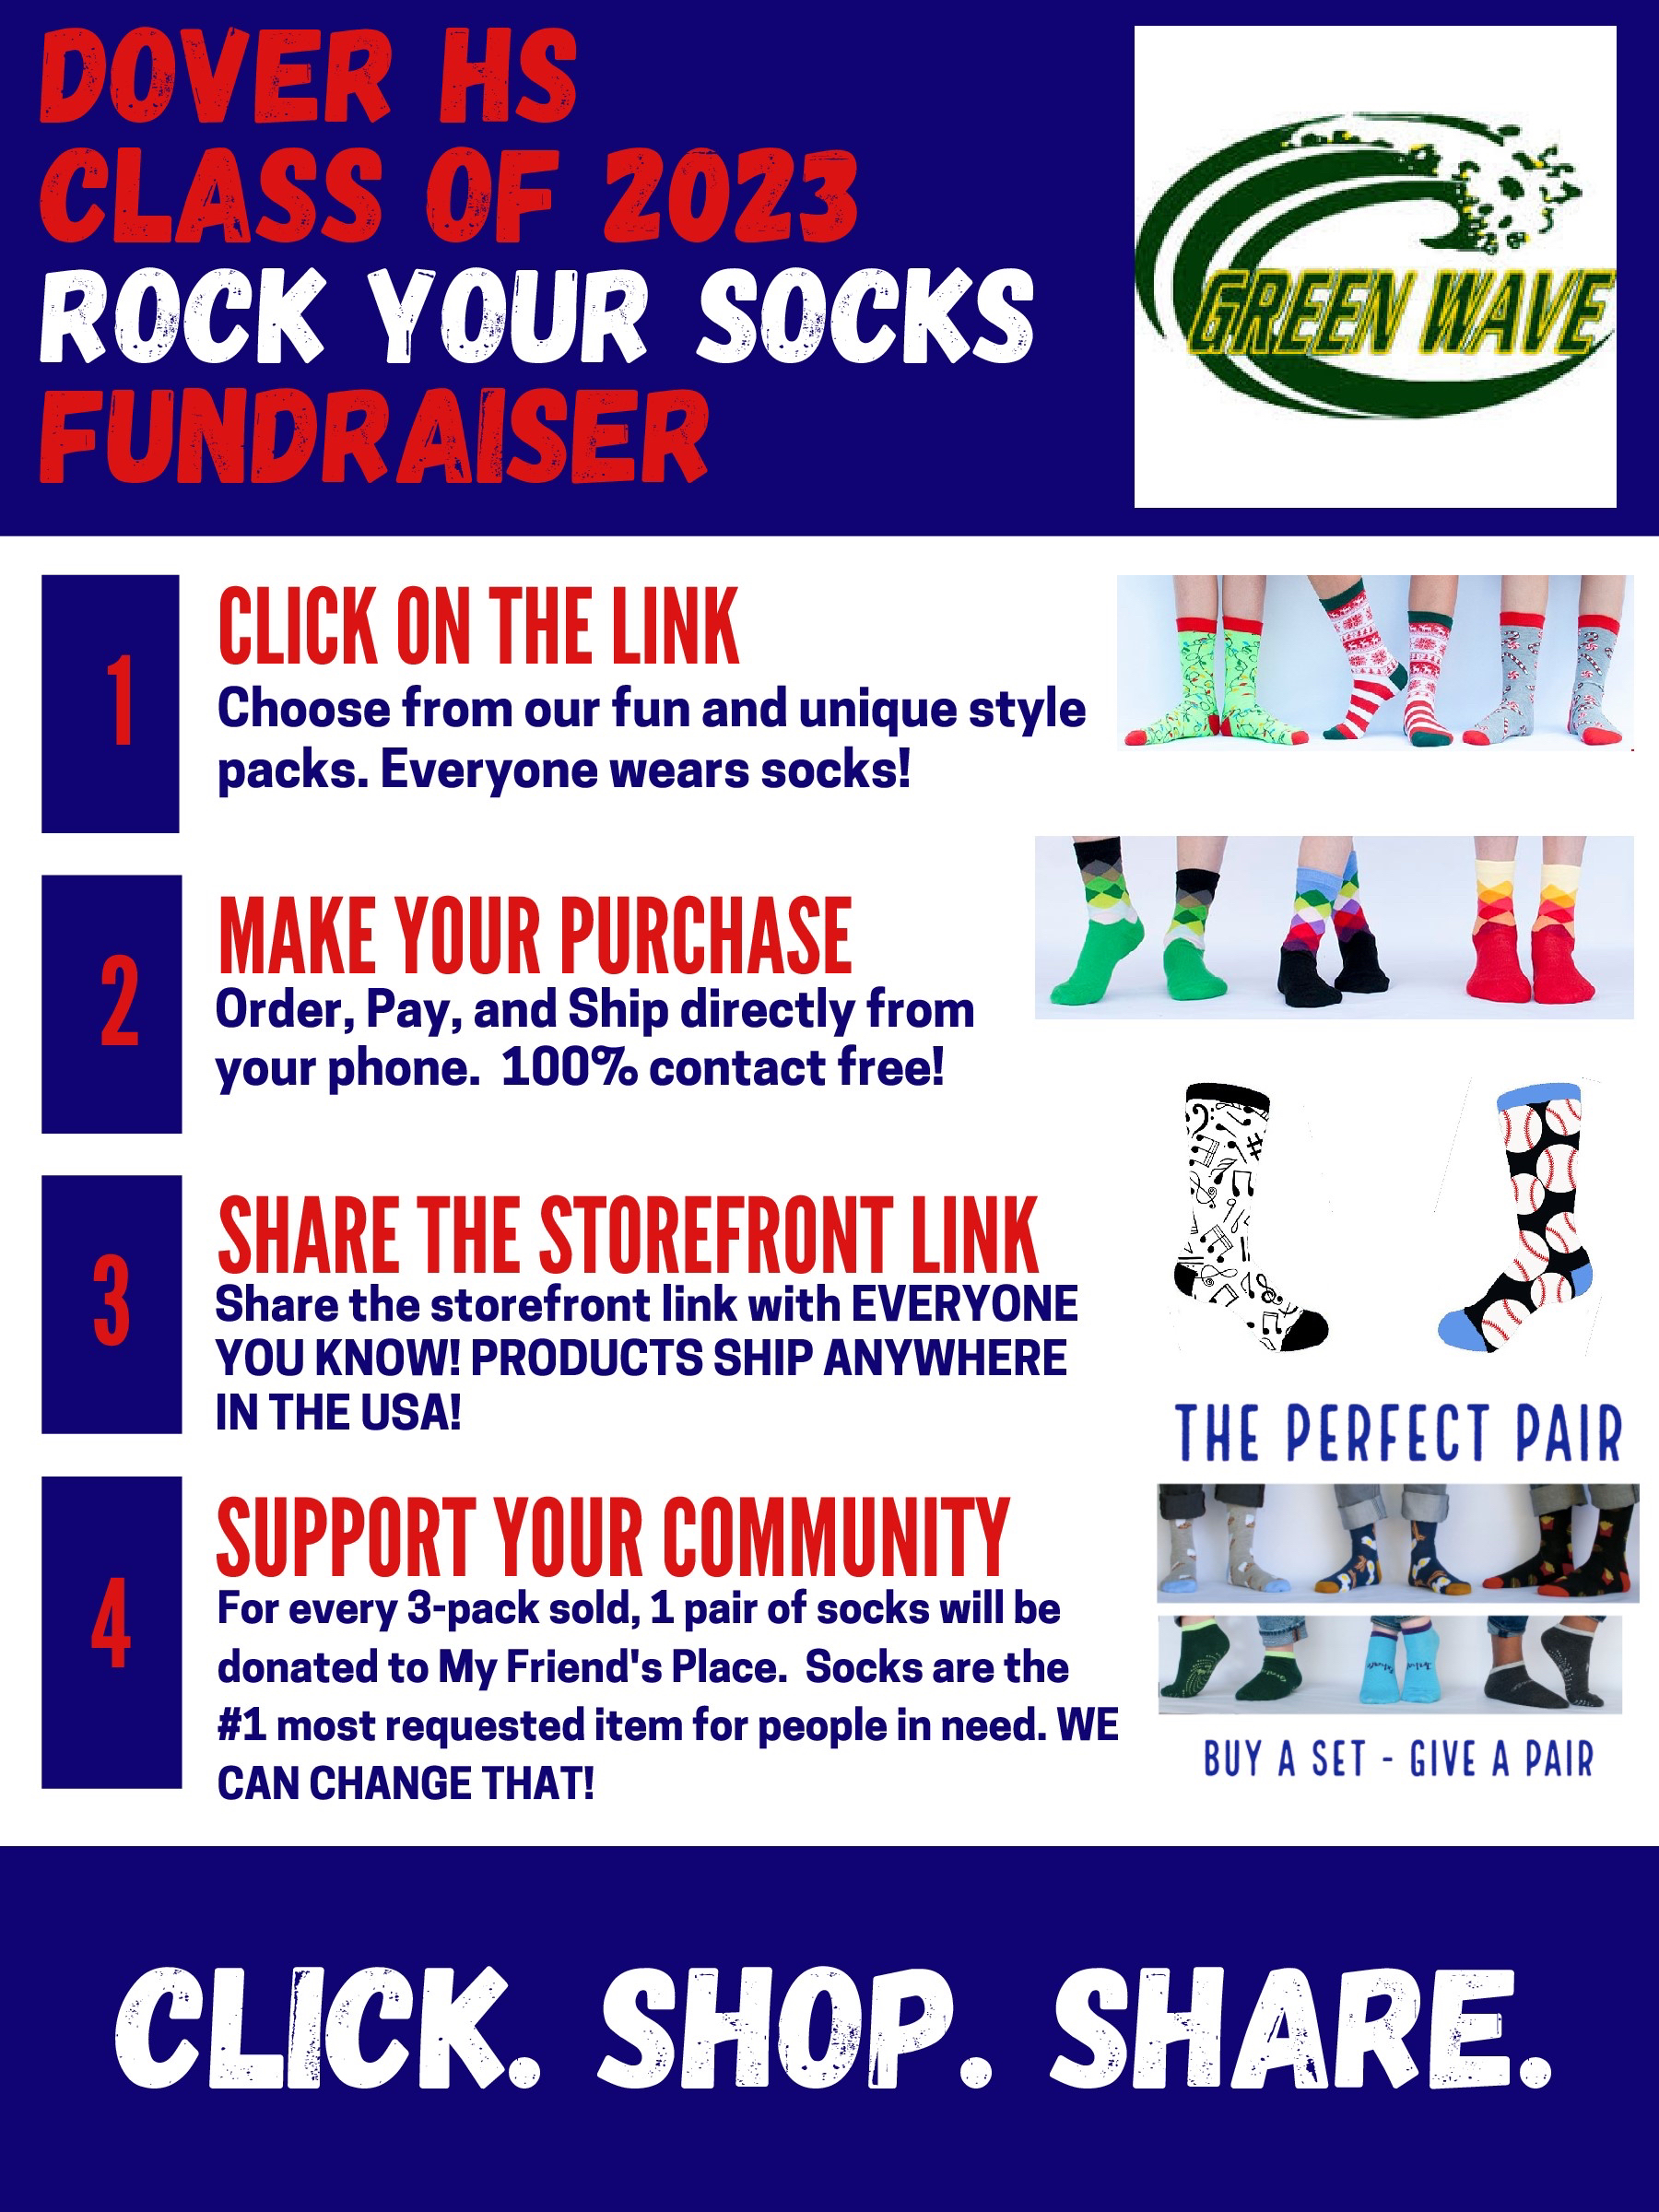 DOVER HS
CLASS OF 2023
ROCK YOUR SOCKS
FUNDRAISER
GREEN WAVE
1
CLICK ON THE LINK
Choose from our fun and unique style
packs. Everyone wears socks!
2
MAKE YOUR PURCHASE
Order, Pay, and Ship directly from
your phone.  100% contact free!
3
SHARE THE STOREFRONT LINK
Share the storefront link with EVERYONE
YOU KNOW! PRODUCTS SHIP ANYWHERE
IN THE USA!
THE PERFECT PAIR
4
SUPPORT YOUR COMMUNITY
For every 3-pack sold, 1 pair of socks will be
donated to My Friend's Place.  Socks are the
#1 most requested item for people in need. WE
CAN CHANGE THAT!
BUY A SET - GIVE A PAIR
CLICK. SHOP. SHARE.